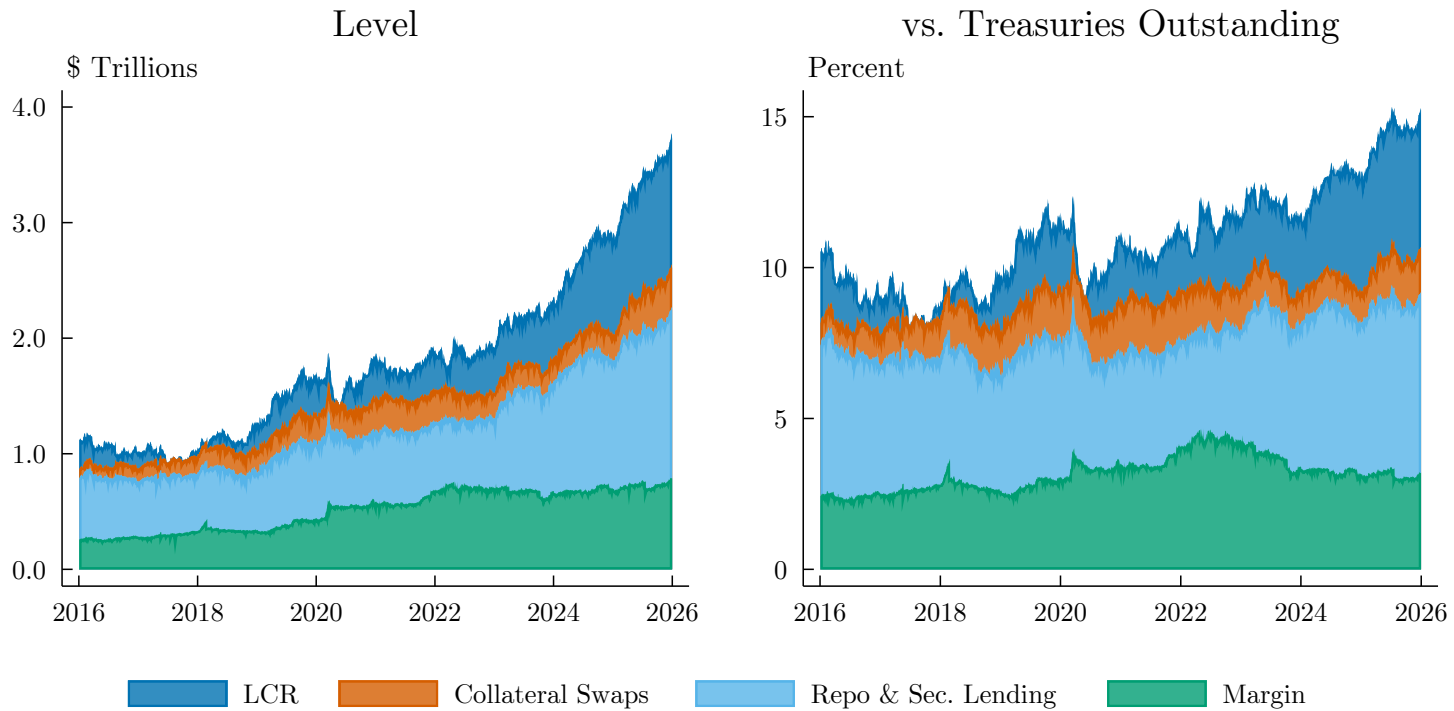 Level
$ Trillions
4.0
3.0
2.0
1.0
0.0
2016 2018 2020 2022 2024 2026
vs. Treasuries Outstanding
Percent
15
10
5
0
2016 2018 2020 2022 2024 2026
LCR Collateral Swaps Repo & Sec. Lending Margin